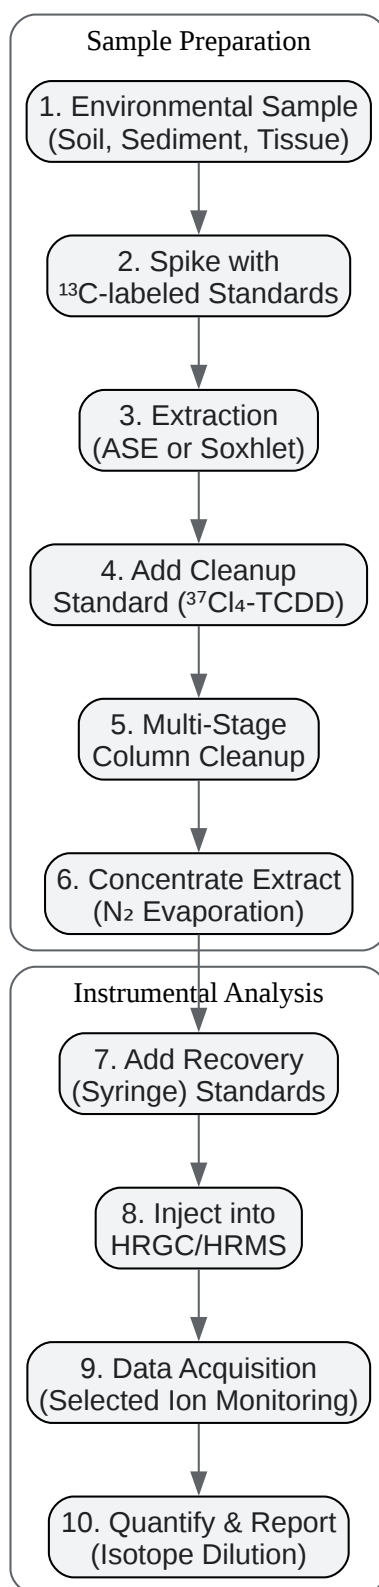 Sample Preparation
1. Environmental Sample
(Soil, Sediment, Tissue)
2. Spike with
¹³C-labeled Standards
3. Extraction
(ASE or Soxhlet)
4. Add Cleanup
Standard (³⁷Cl₄-TCDD)
5. Multi-Stage
Column Cleanup
6. Concentrate Extract
(N₂ Evaporation)
Instrumental Analysis
7. Add Recovery
(Syringe) Standards
8. Inject into
HRGC/HRMS
9. Data Acquisition
(Selected Ion Monitoring)
10. Quantify & Report
(Isotope Dilution)